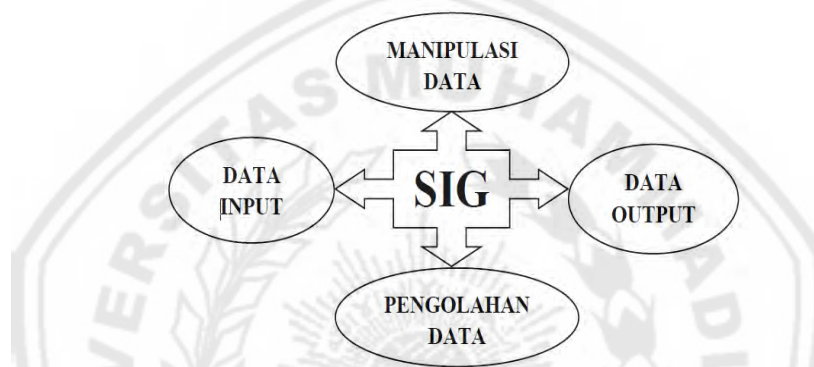 MANIPULASI
DATA
DATA
INPUT
SIG
DATA
OUTPUT
PENGOLAHAN
DATA